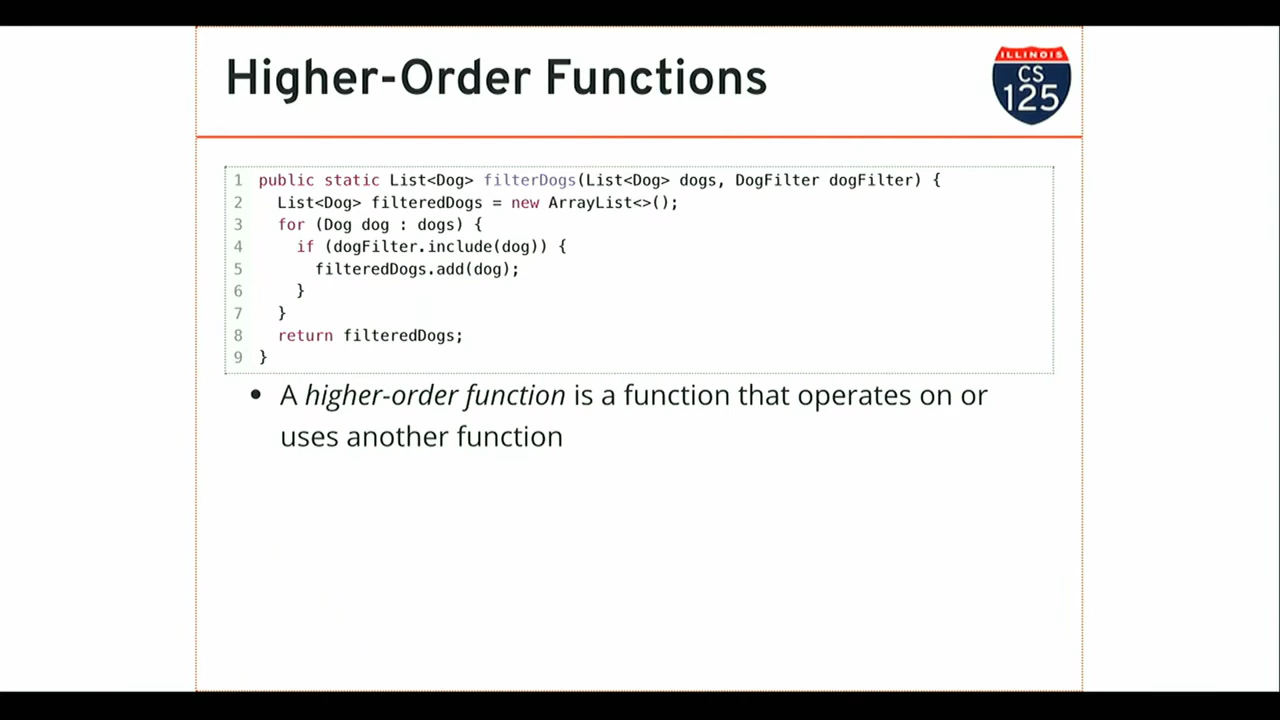 Higher-Order Functions
ILLINOIS
CS
125
1 public static List<Dog> filterDogs(List<Dog> dogs, DogFilter dogFilter) {
2   List<Dog> filteredDogs = new ArrayList<>();
3   for (Dog dog : dogs) {
4     if (dogFilter.include(dog)) {
5       filteredDogs.add(dog);
6     }
7   }
8   return filteredDogs;
9 }
• A higher-order function is a function that operates on or
uses another function